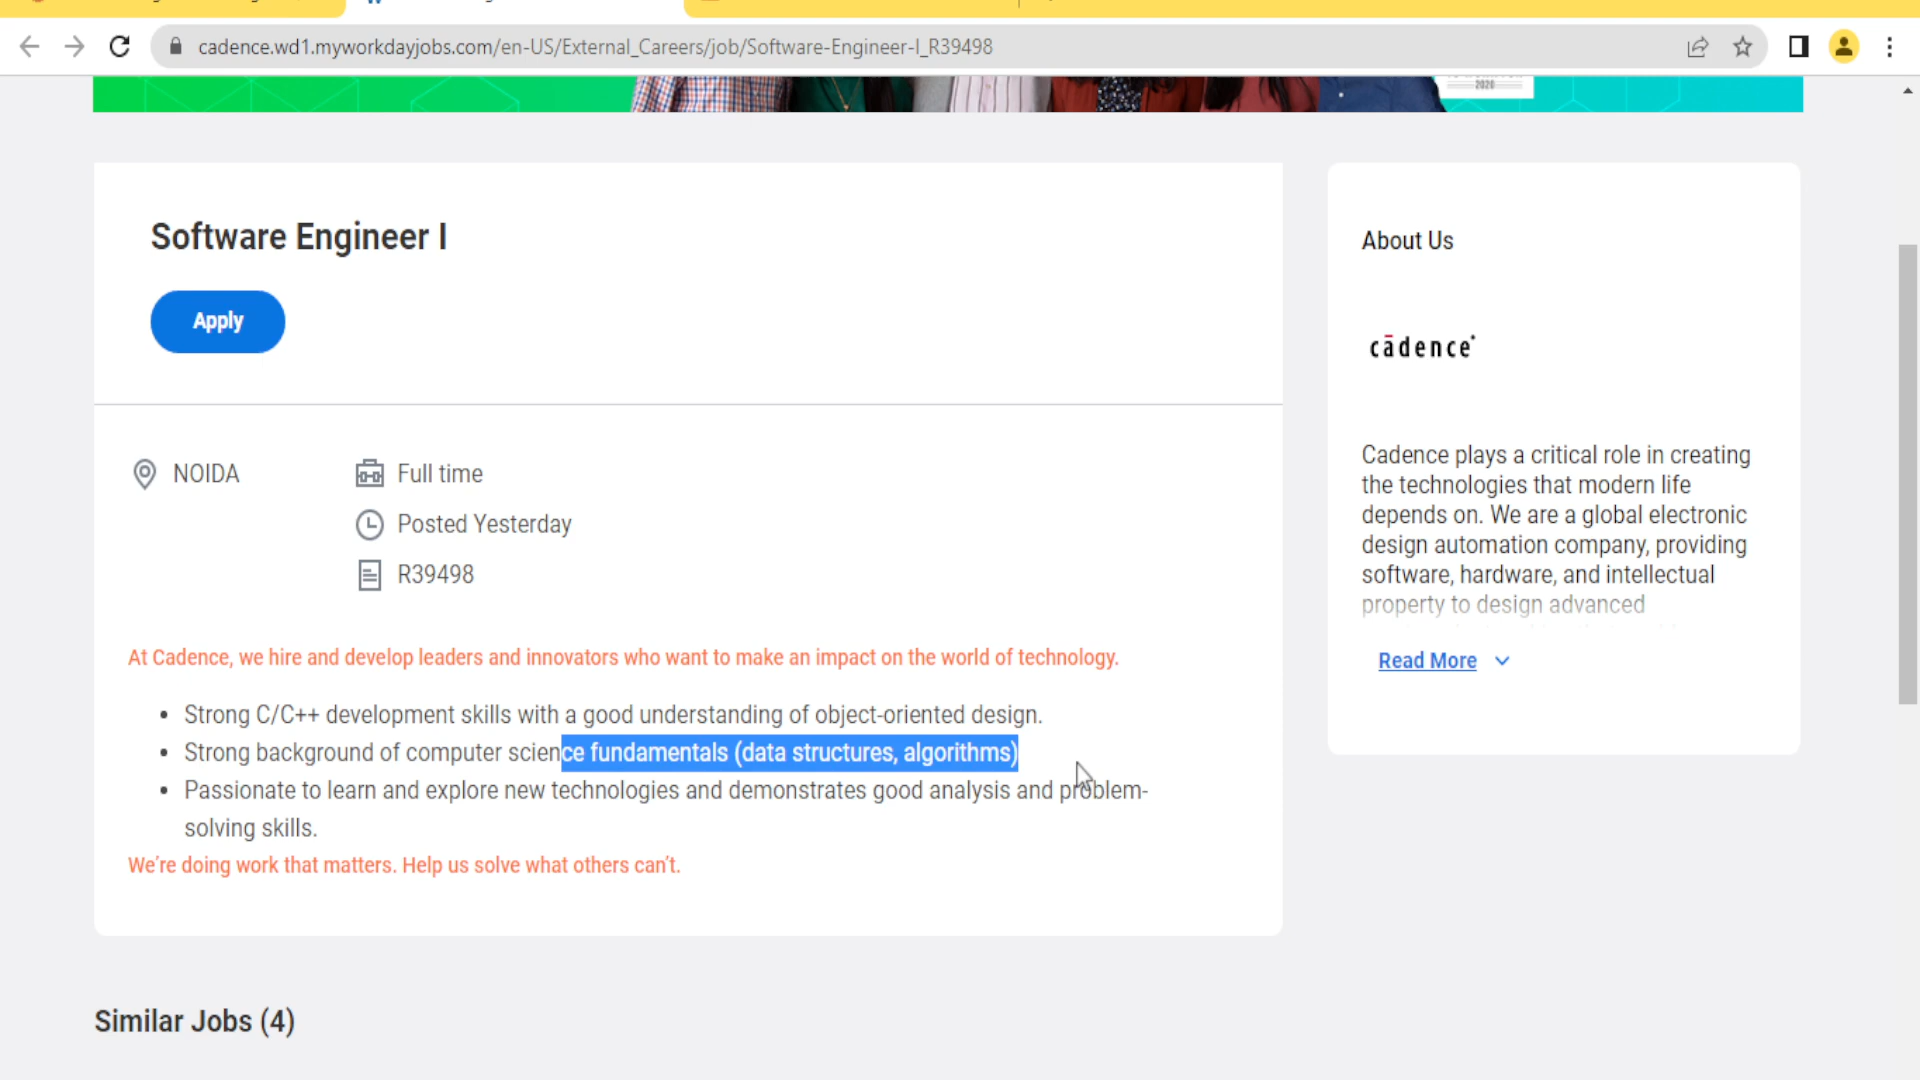 cadence.wd1.myworkdayjobs.com/en-US/External_Careers/job/Software-Engineer-I_R39498
2020
Software Engineer I
Apply
NOIDA
Full time
Posted Yesterday
R39498
At Cadence, we hire and develop leaders and innovators who want to make an impact on the world of technology.
• Strong C/C++ development skills with a good understanding of object-oriented design.
• Strong background of computer science fundamentals (data structures, algorithms)
• Passionate to learn and explore new technologies and demonstrates good analysis and problem-
solving skills.
We're doing work that matters. Help us solve what others can't.
About Us
cādence
Cadence plays a critical role in creating
the technologies that modern life
depends on. We are a global electronic
design automation company, providing
software, hardware, and intellectual
property to design advanced
Read More
Similar Jobs (4)